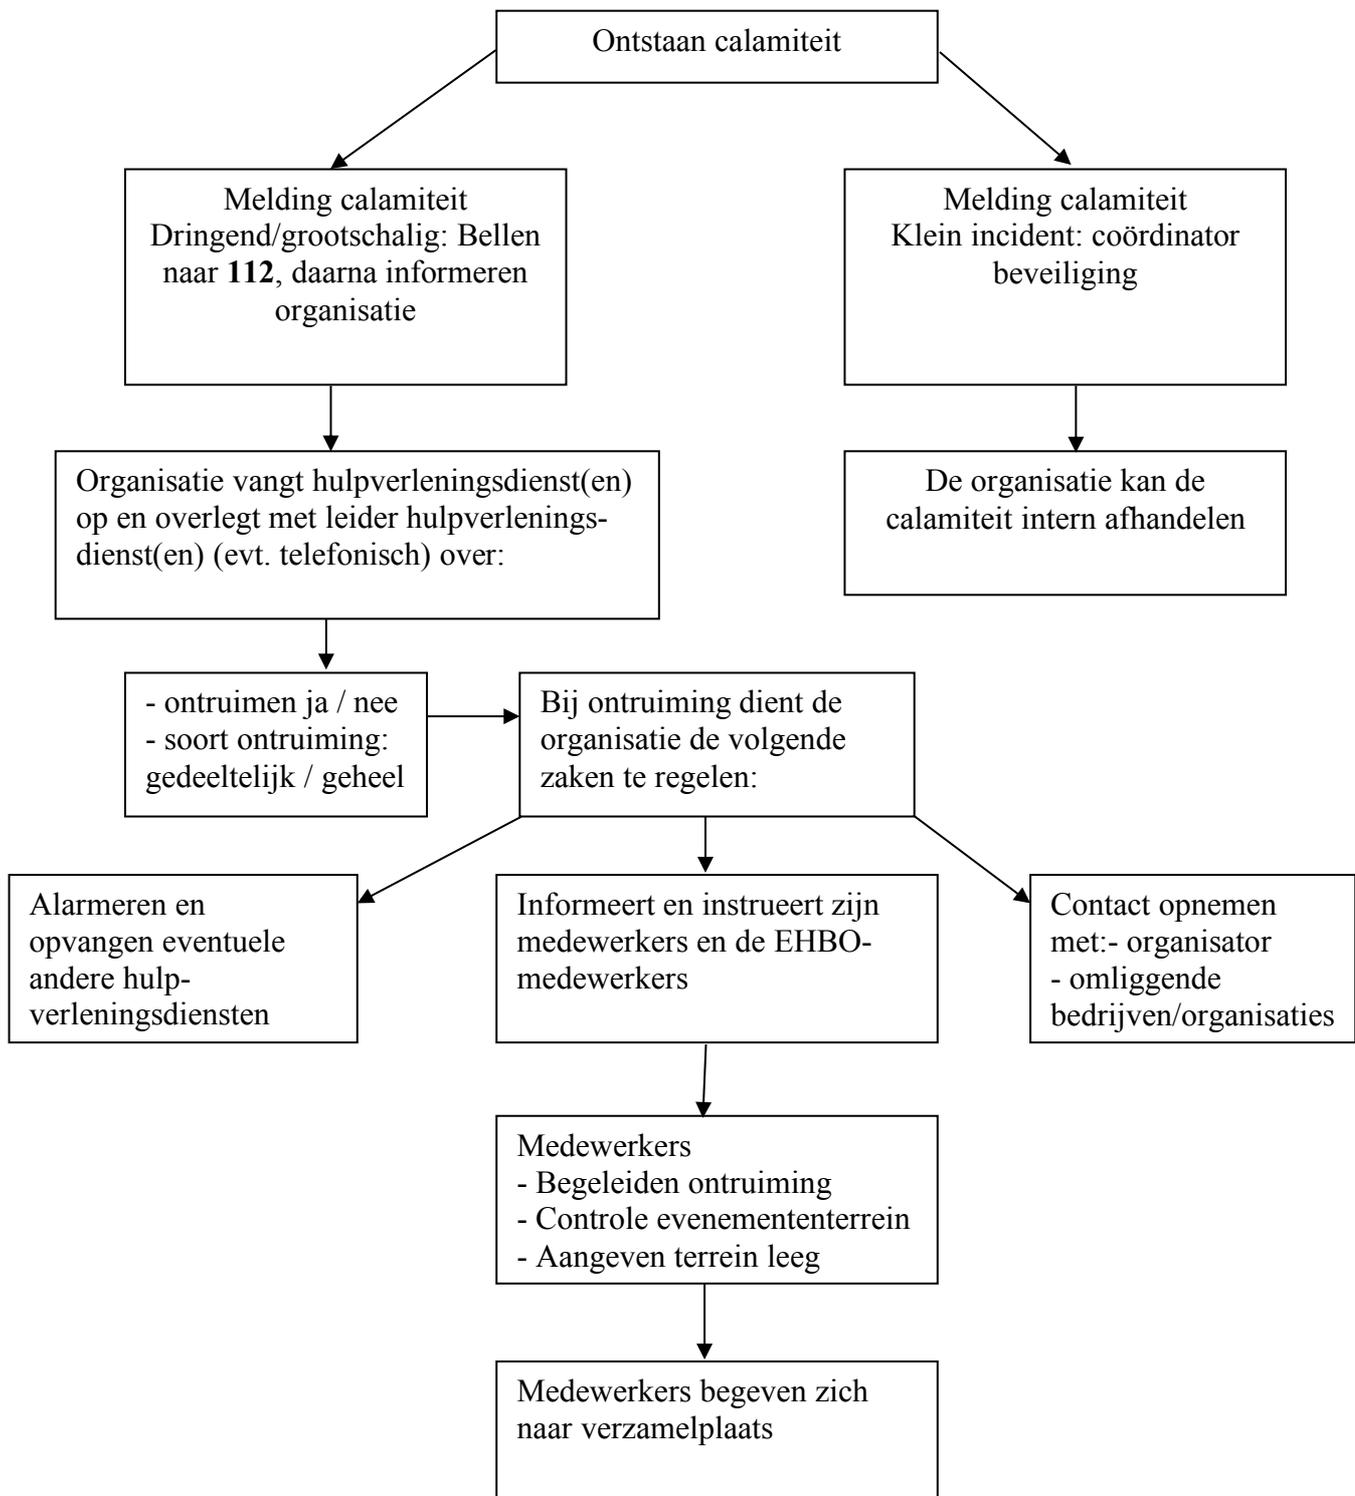 Ontstaan calamiteit
Melding calamiteit
Dringend/grootschalig: Bellen
naar 112, daarna informeren
organisatie
Melding calamiteit
Klein incident: coördinator
beveiliging
Organisatie vangt hulpverleningsdienst(en)
op en overlegt met leider hulpverlenings-
dienst(en) (evt. telefonisch) over:
De organisatie kan de
calamiteit intern afhandelen
- ontruimen ja / nee
- soort ontruiming:
gedeeltelijk / geheel
Bij ontruiming dient de
organisatie de volgende
zaken te regelen:
Alarmeren en
opvangen eventuele
andere hulp-
verleningsdiensten
Informeert en instrueert zijn
medewerkers en de EHBO-
medewerkers
Contact opnemen
met:- organisator
- omliggende
bedrijven/organisaties
Medewerkers
- Begeleiden ontruiming
- Controle evenemententerrein
- Aangeven terrein leeg
Medewerkers begeven zich
naar verzamelplaats